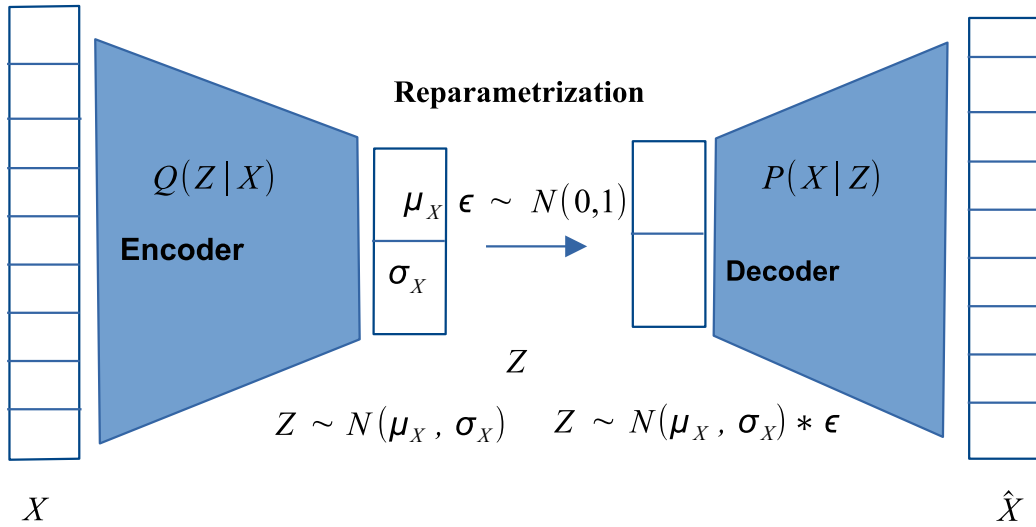 Reparametrization
Q(Z | X)
Encoder
μ_X
σ_X
ϵ ~ N(0,1)
P(X | Z)
Decoder
Z
Z ~ N(μ_X , σ_X)
Z ~ N(μ_X , σ_X) * ϵ
X
X̂